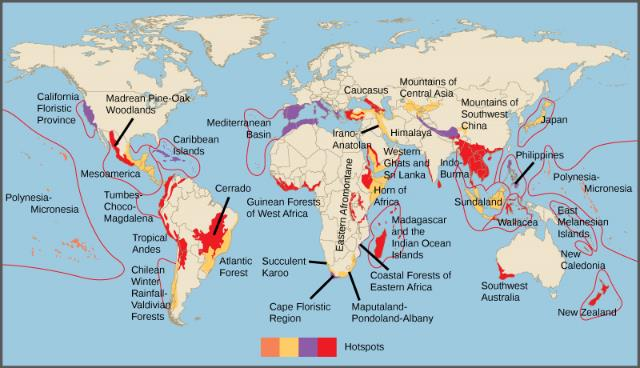 California
Floristic
Province
Madrean Pine-Oak
Woodlands
Mesoamerica
Caribbean
Islands
Polynesia-
Micronesia
Tumbes-
Choco-
Magdalena
Tropical
Andes
Chilean
Winter
Rainfall-
Valdivian
Forests
Cerrado
Atlantic
Forest
Mediterranean
Basin
Caucasus
Irano-
Anatolian
Mountains of
Central Asia
Mountains of
Southwest
China
Himalaya
Japan
Western
Ghats and
Sri Lanka
Indo-
Burma
Philippines
Guinean Forests
of West Africa
Eastern Afromontane
Horn of
Africa
Madagascar
and the
Indian Ocean
Islands
Coastal Forests of
Eastern Africa
Succulent
Karoo
Cape Floristic
Region
Maputaland-
Pondoland-Albany
Sundaland
Wallacea
Polynesia-
Micronesia
East
Melanesian
Islands
New
Caledonia
Southwest
Australia
New Zealand
Hotspots